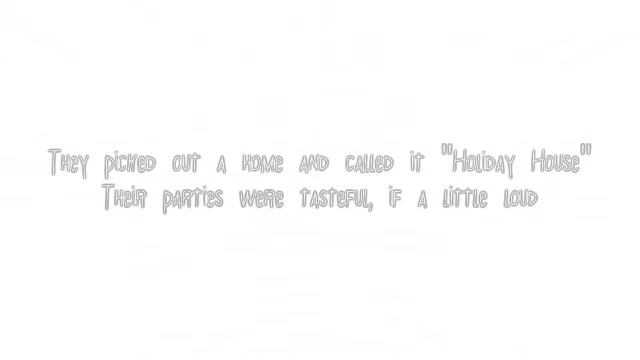 They picked out a home and called it "Holiday House"
Their parties were tasteful, if a little loud